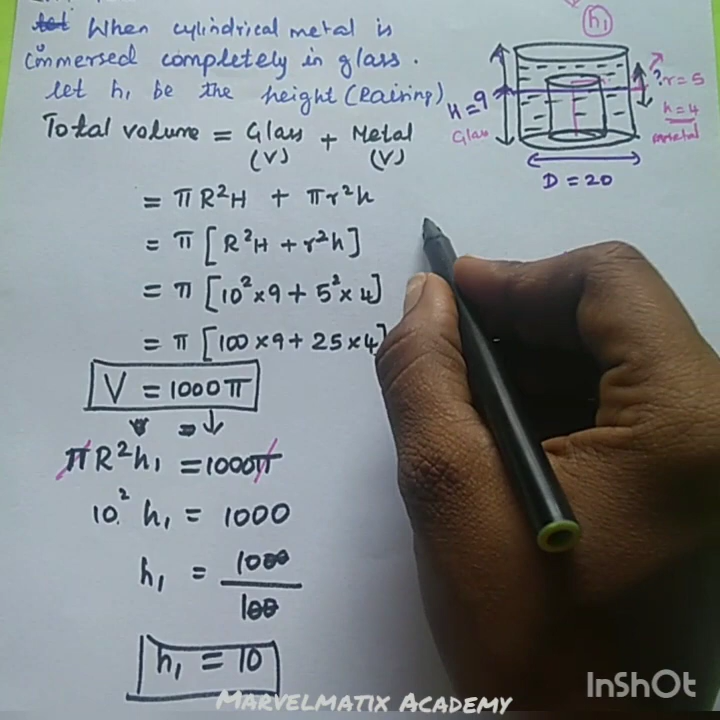 When cylindrical metal is
immersed completely in glass.
let h₁ be the height (Raising)
Total volume = Glass (V) + Metal (V)
= πR²H + πr²h
= π [R²H + r²h]
= π [10²×9 + 5²×4]
= π [100×9 + 25×4]
V = 1000π
πR²h₁ = 1000π
10² h₁ = 1000
h₁ = 1000/100
h₁ = 10
h₁
H = 9
Glass
? r = 5
h = 4
metal
D = 20
MARVELMATIX ACADEMY
InShOt